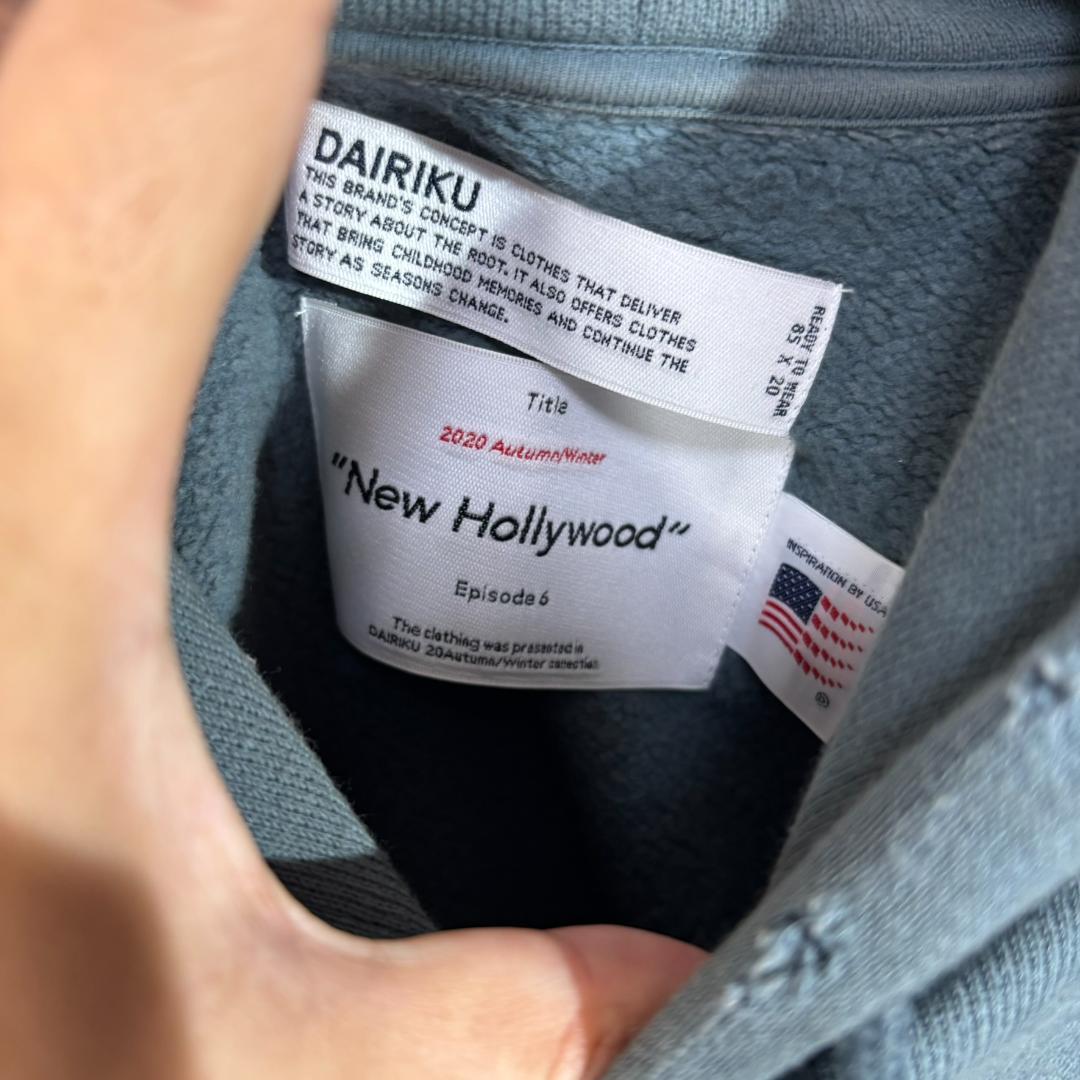 DAIRIKU
THIS BRAND'S CONCEPT IS CLOTHES THAT DELIVER
A STORY ABOUT THE ROOT. IT ALSO OFFERS CLOTHES
THAT BRING CHILDHOOD MEMORIES AND CONTINUE THE
STORY AS SEASONS CHANGE.
READY TO WEAR
85 X 20
Title
2020 Autumn/Winter
"New Hollywood"
Episode 6
The clothing was presented in
DAIRIKU 20Autumn/Winter collection
INSPIRATION BY USA
®